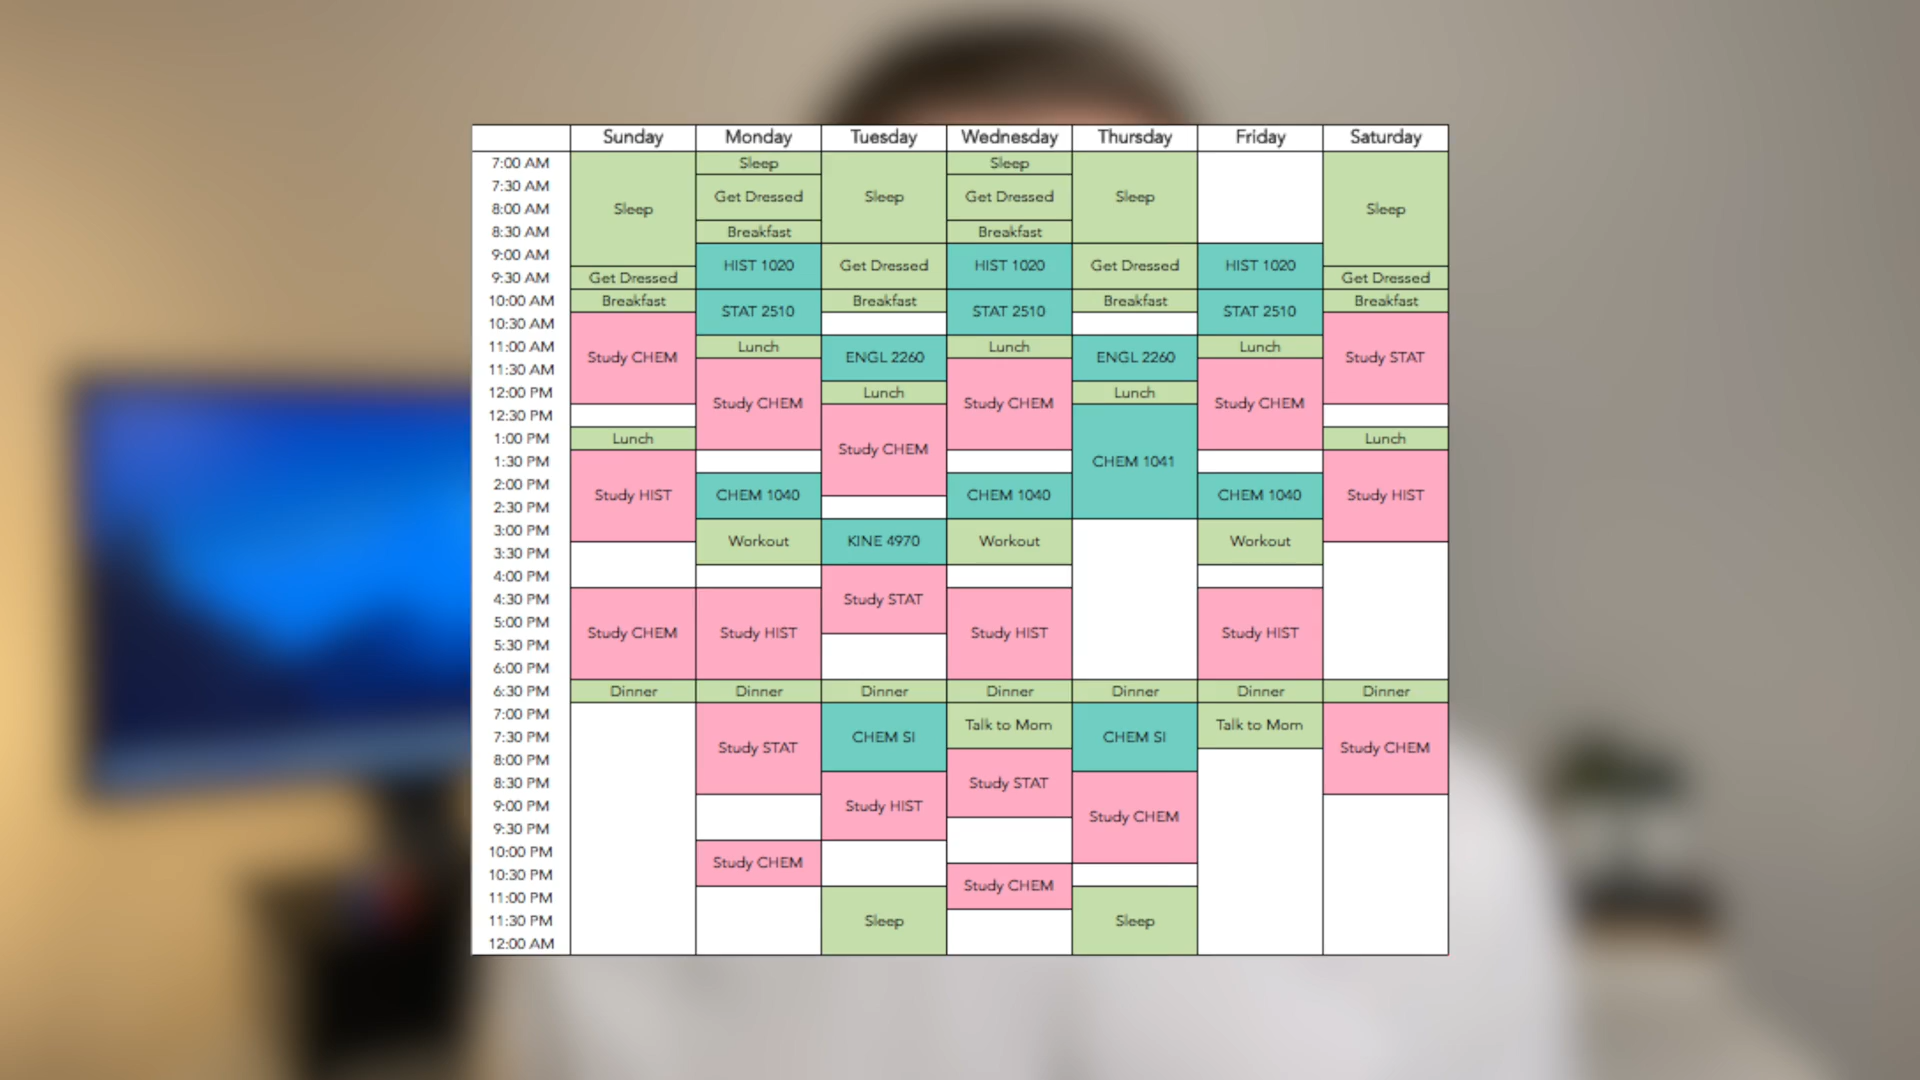 Sunday Monday Tuesday Wednesday Thursday Friday Saturday
7:00 AM Sleep Sleep
7:30 AM Get Dressed Sleep Get Dressed Sleep
8:00 AM Sleep Sleep
8:30 AM Breakfast Breakfast
9:00 AM HIST 1020 Get Dressed HIST 1020 Get Dressed HIST 1020
9:30 AM Get Dressed Get Dressed
10:00 AM Breakfast STAT 2510 Breakfast STAT 2510 Breakfast STAT 2510 Breakfast
10:30 AM
11:00 AM Study CHEM Lunch ENGL 2260 Lunch ENGL 2260 Lunch Study STAT
11:30 AM
12:00 PM Study CHEM Lunch Study CHEM Lunch Study CHEM
12:30 PM
1:00 PM Lunch Study CHEM Lunch
1:30 PM CHEM 1041
2:00 PM Study HIST CHEM 1040 CHEM 1040 CHEM 1040 Study HIST
2:30 PM
3:00 PM Workout KINE 4970 Workout Workout
3:30 PM
4:00 PM
4:30 PM Study STAT
5:00 PM Study CHEM Study HIST Study HIST Study HIST
5:30 PM
6:00 PM
6:30 PM Dinner Dinner Dinner Dinner Dinner Dinner Dinner
7:00 PM Talk to Mom Talk to Mom
7:30 PM Study STAT CHEM SI CHEM SI Study CHEM
8:00 PM
8:30 PM Study STAT
9:00 PM Study HIST Study CHEM
9:30 PM
10:00 PM Study CHEM
10:30 PM Study CHEM
11:00 PM
11:30 PM Sleep Sleep
12:00 AM